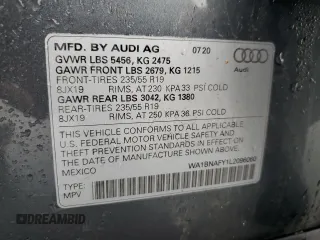 MFD. BY AUDI AG 07/20
GVWR LBS 5456, KG 2475
GAWR FRONT LBS 2679, KG 1215
FRONT-TIRES 235/55 R19
8JX19 RIMS, AT 230 KPA 33 PSI COLD
GAWR REAR LBS 3042, KG 1380
REAR-TIRES 235/55 R19
8JX19 RIMS, AT 250 KPA 36 PSI COLD
Audi
THIS VEHICLE CONFORMS TO ALL APPLICABLE
U.S. FEDERAL MOTOR VEHICLE SAFETY, BUMPER AND
THEFT PREVENTION STANDARDS IN EFFECT ON THE
DATE OF MANUFACTURE SHOWN ABOVE.
MEXICO
WA1BNAFY1L2096060
TYPE:
MPV
DREAMBID